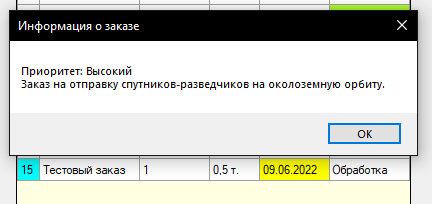 Информация о заказе
Приоритет: Высокий
Заказ на отправку спутников-разведчиков на околоземную орбиту.
OK
15 Тестовый заказ 1 0,5 т. 09.06.2022 Обработка